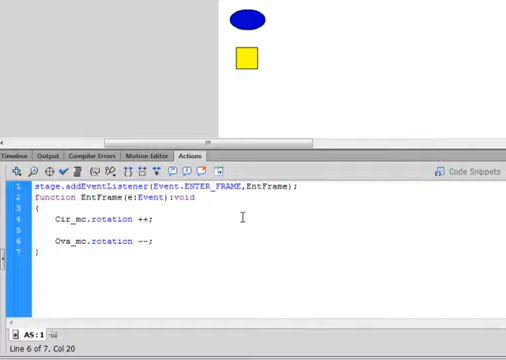 Timeline Compiler Errors Motion Editor Actions
Code Snippets
1 stage.addEventListener(Event.ENTER_FRAME,EntFrame);
2 function EntFrame(e:Event):void
3 {
4 Cir_mc.rotation ++;
5
6 Ova_mc.rotation --;
7 }
AS:1
Line 6 of 7, Col 20